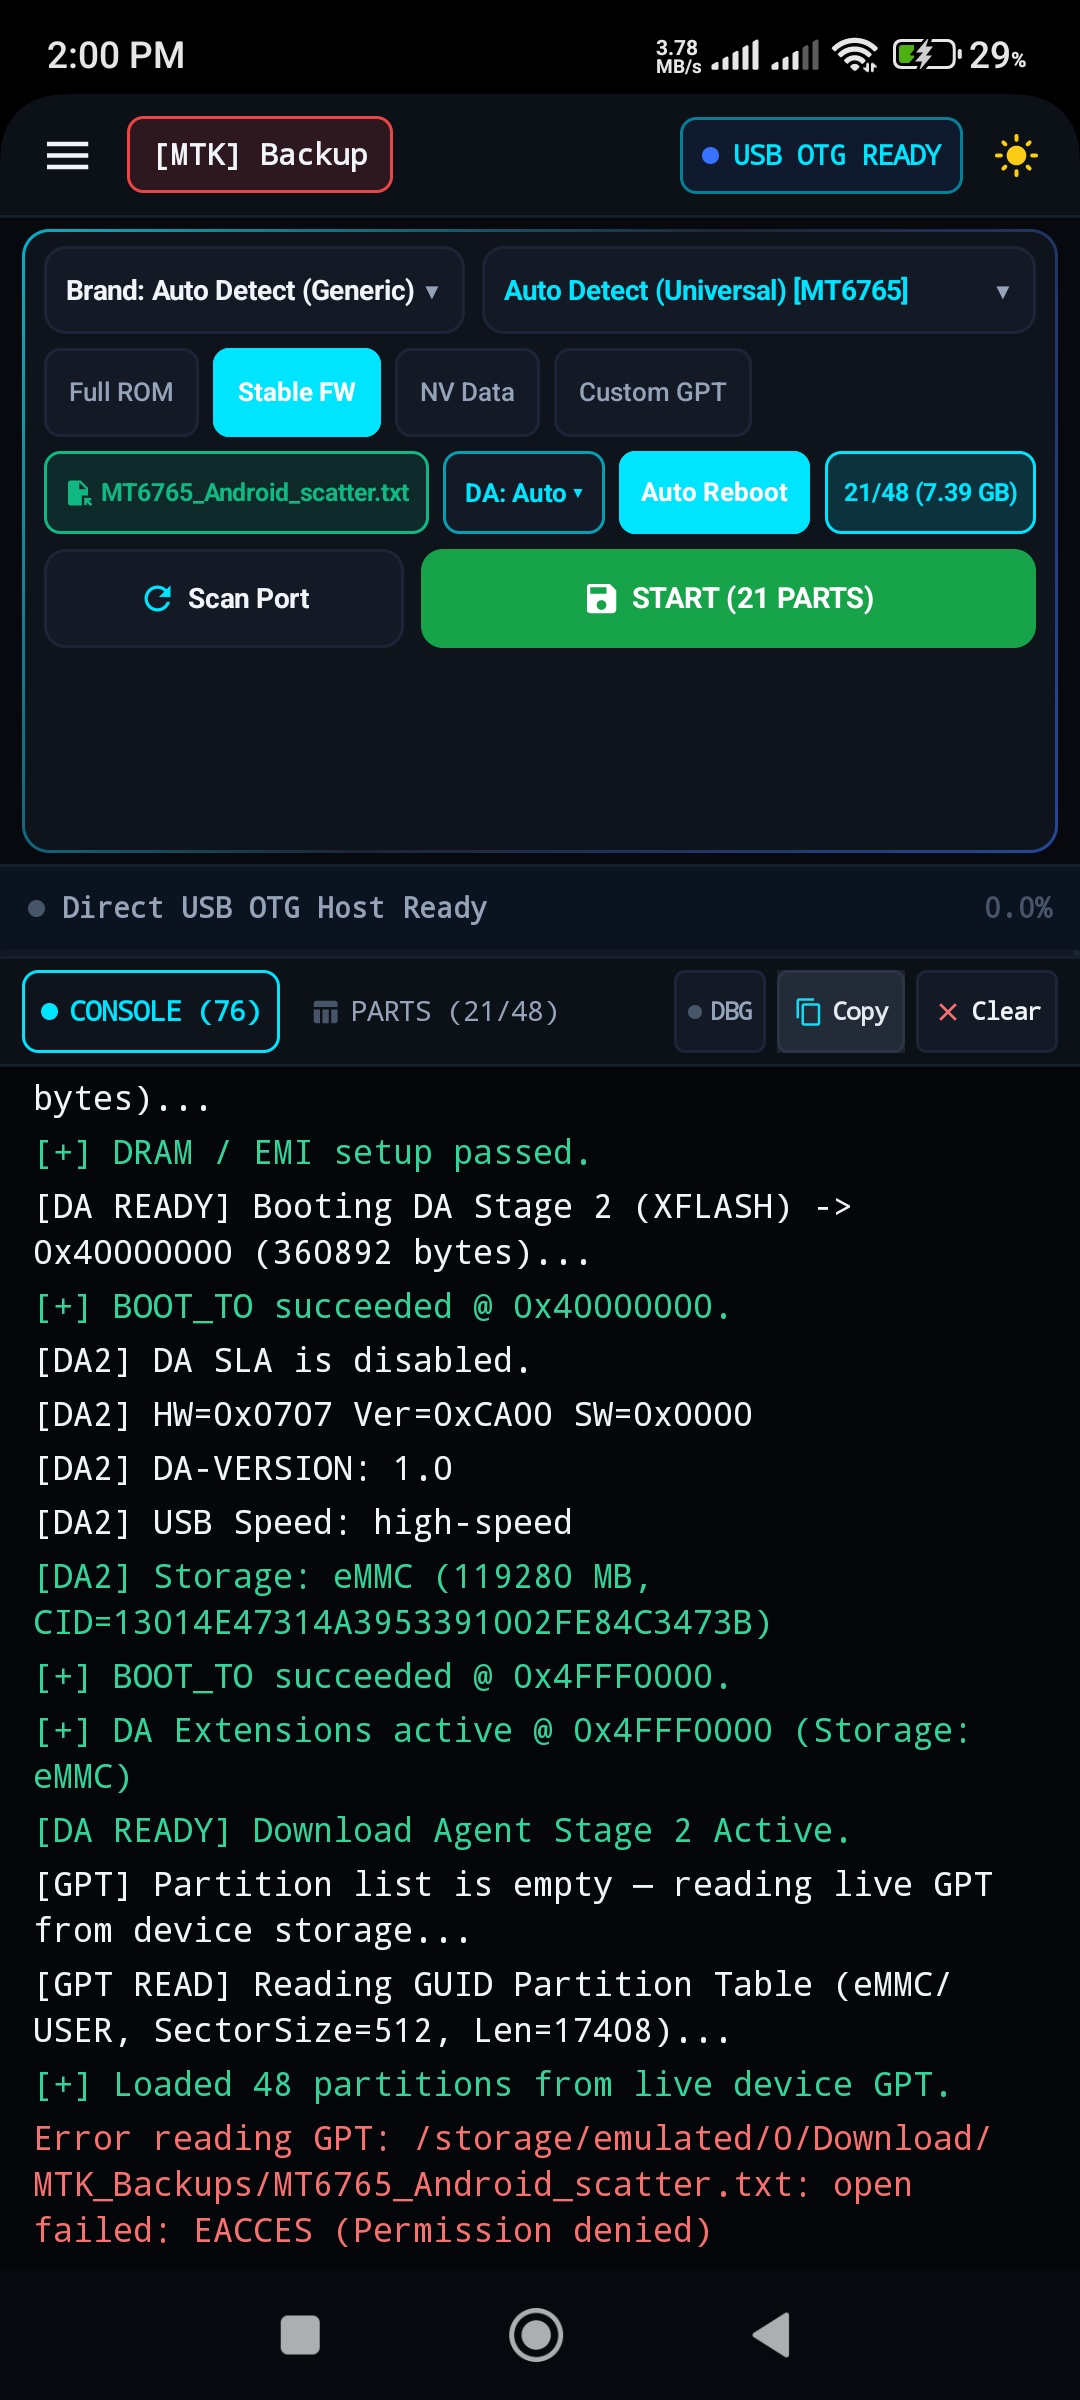 2:00 PM
3.78
MB/s
29%
[MTK] Backup
USB OTG READY
Brand: Auto Detect (Generic) ▼
Auto Detect (Universal) [MT6765] ▼
Full ROM
Stable FW
NV Data
Custom GPT
MT6765_Android_scatter.txt
DA: Auto ▾
Auto Reboot
21/48 (7.39 GB)
Scan Port
START (21 PARTS)
Direct USB OTG Host Ready
0.0%
CONSOLE (76)
PARTS (21/48)
DBG
Copy
Clear
bytes)...
[+] DRAM / EMI setup passed.
[DA READY] Booting DA Stage 2 (XFLASH) ->
0x40000000 (360892 bytes)...
[+] BOOT_TO succeeded @ 0x40000000.
[DA2] DA SLA is disabled.
[DA2] HW=0x0707 Ver=0xCA00 SW=0x0000
[DA2] DA-VERSION: 1.0
[DA2] USB Speed: high-speed
[DA2] Storage: eMMC (119280 MB,
CID=13014E47314A3953391002FE84C3473B)
[+] BOOT_TO succeeded @ 0x4FFF0000.
[+] DA Extensions active @ 0x4FFF0000 (Storage:
eMMC)
[DA READY] Download Agent Stage 2 Active.
[GPT] Partition list is empty — reading live GPT
from device storage...
[GPT READ] Reading GUID Partition Table (eMMC/
USER, SectorSize=512, Len=17408)...
[+] Loaded 48 partitions from live device GPT.
Error reading GPT: /storage/emulated/0/Download/
MTK_Backups/MT6765_Android_scatter.txt: open
failed: EACCES (Permission denied)